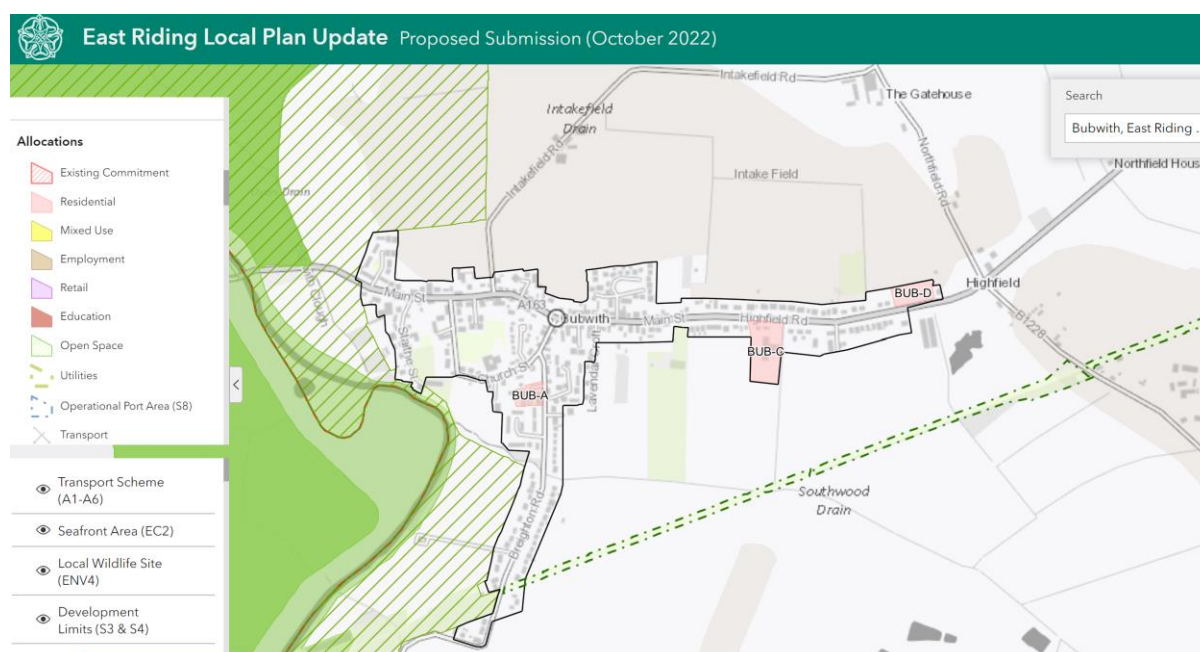 East Riding Local Plan Update Proposed Submission (October 2022)
Search
Bubwith, East Riding .
Allocations
Existing Commitment
Residential
Mixed Use
Employment
Retail
Education
Open Space
Utilities
Operational Port Area (S8)
Transport
Transport Scheme
(A1-A6)
Seafront Area (EC2)
Local Wildlife Site
(ENV4)
Development
Limits (S3 & S4)
Intakefield Rd
The Gatehouse
Intakefield
Drain
Intakefield Rd
Northfield Rd
Northfield Hous
Intake Field
Drain
Highfield
BUB-D
Main St
A163
Bubwith
Main St
Highfield Rd
B1228
Staithe St
Church St
BUB-C
BUB-A
Southwood
Drain
Breighton Rd